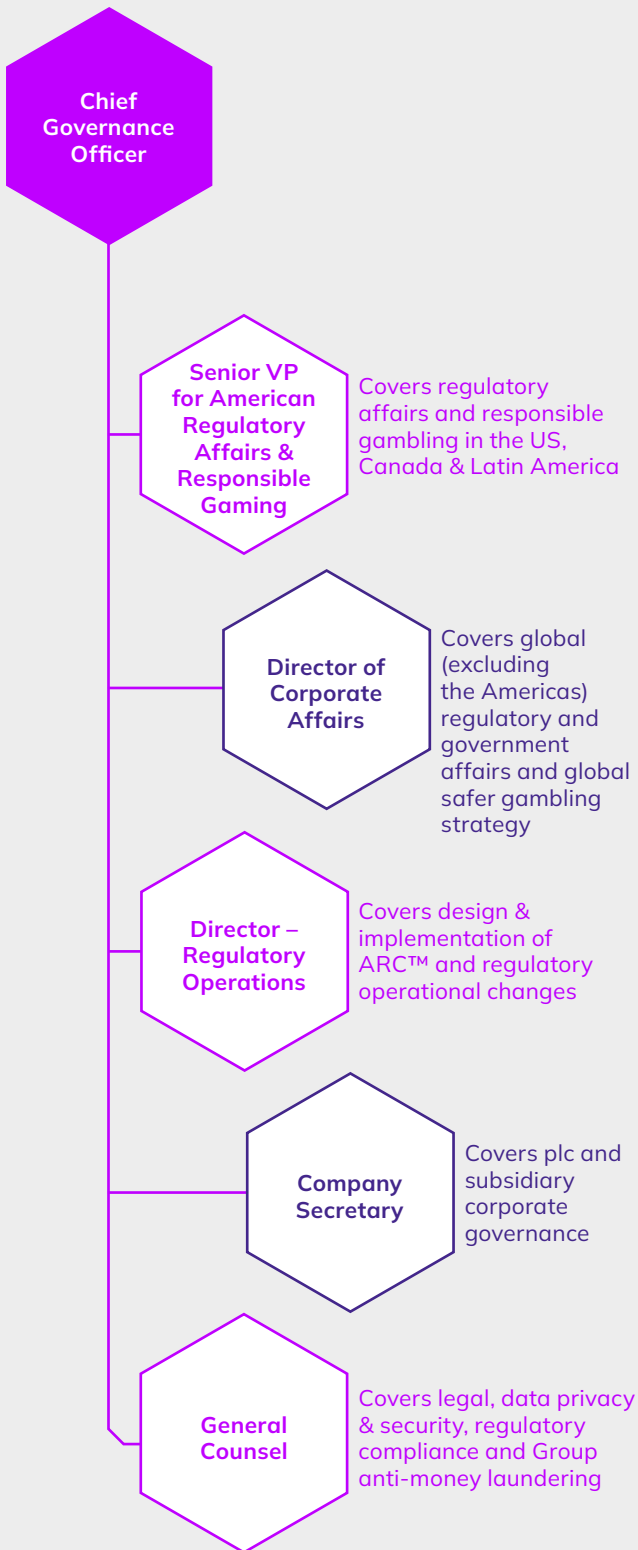 Chief
Governance
Officer
Senior VP
for American
Regulatory
Affairs &
Responsible
Gaming
Covers regulatory
affairs and responsible
gambling in the US,
Canada & Latin America
Director of
Corporate
Affairs
Covers global
(excluding
the Americas)
regulatory and
government
affairs and global
safer gambling
strategy
Director –
Regulatory
Operations
Covers design &
implementation of
ARC™ and regulatory
operational changes
Company
Secretary
Covers plc and
subsidiary
corporate
governance
General
Counsel
Covers legal, data privacy
& security, regulatory
compliance and Group
anti-money laundering